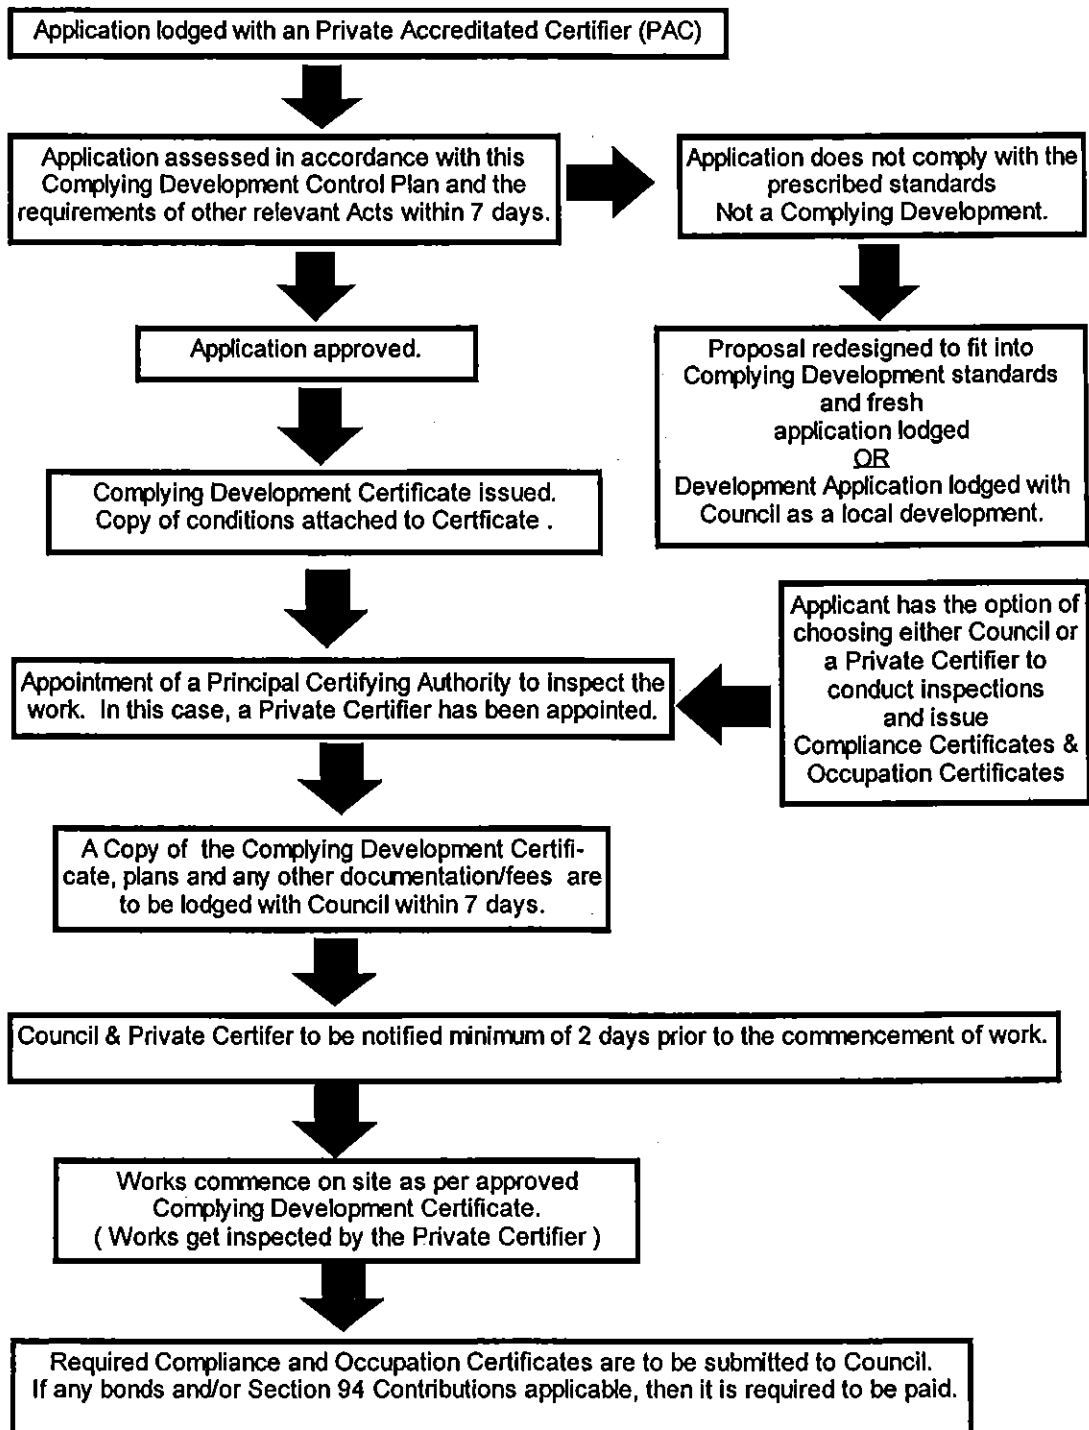 Application lodged with an Private Accreditated Certifier (PAC)
Application assessed in accordance with this
Complying Development Control Plan and the
requirements of other relevant Acts within 7 days.
Application does not comply with the
prescribed standards
Not a Complying Development.
Application approved.
Proposal redesigned to fit into
Complying Development standards
and fresh
application lodged
OR
Development Application lodged with
Council as a local development.
Complying Development Certificate issued.
Copy of conditions attached to Certficate .
Applicant has the option of
choosing either Council or
a Private Certifier to
conduct inspections
and issue
Compliance Certificates &
Occupation Certificates
Appointment of a Principal Certifying Authority to inspect the
work. In this case, a Private Certifier has been appointed.
A Copy of the Complying Development Certifi-
cate, plans and any other documentation/fees are
to be lodged with Council within 7 days.
Council & Private Certifer to be notified minimum of 2 days prior to the commencement of work.
Works commence on site as per approved
Complying Development Certificate.
( Works get inspected by the Private Certifier )
Required Compliance and Occupation Certificates are to be submitted to Council.
If any bonds and/or Section 94 Contributions applicable, then it is required to be paid.